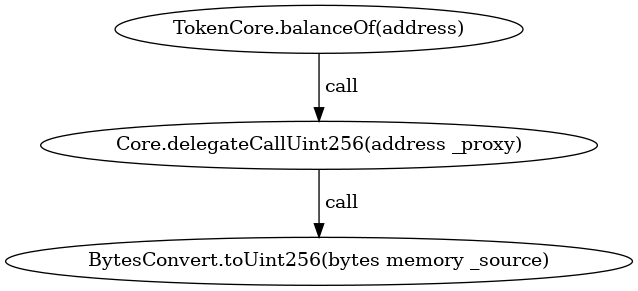 TokenCore.balanceOf(address)
call
Core.delegateCallUint256(address _proxy)
call
BytesConvert.toUint256(bytes memory _source)